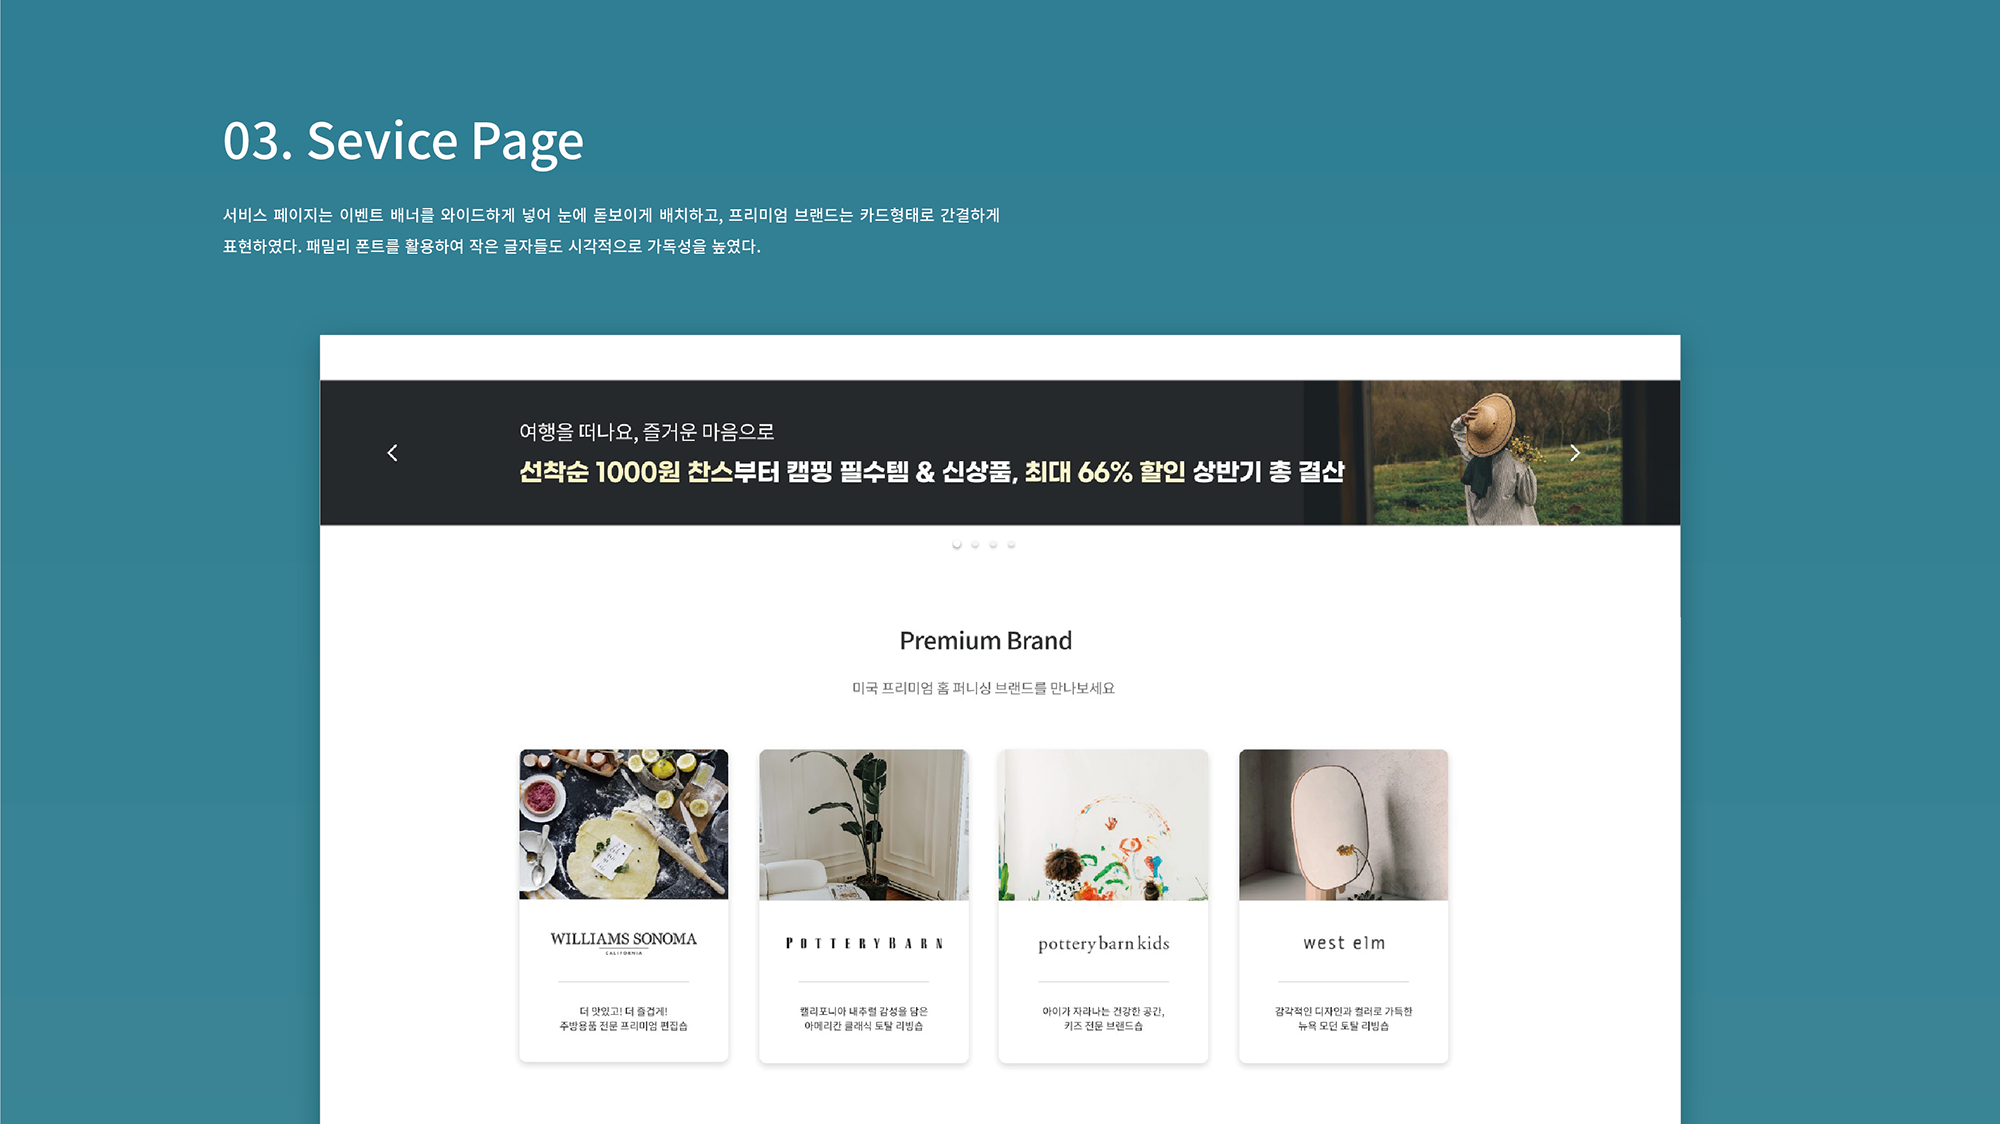 03. Sevice Page
서비스 페이지는 이벤트 배너를 와이드하게 넣어 눈에 돋보이게 배치하고, 프리미엄 브랜드는 카드형태로 간결하게
표현하였다. 패밀리 폰트를 활용하여 작은 글자들도 시각적으로 가독성을 높였다.
여행을 떠나요, 즐거운 마음으로
선착순 1000원 찬스부터 캠핑 필수템 & 신상품, 최대 66% 할인 상반기 총 결산
Premium Brand
미국 프리미엄 홈 퍼니싱 브랜드를 만나보세요
WILLIAMS SONOMA
CALIFORNIA
더 맛있고! 더 즐겁게!
주방용품 전문 프리미엄 편집숍
POTTERYBARN
캘리포니아 내추럴 감성을 담은
아메리칸 클래식 토탈 리빙숍
pottery barn kids
아이가 자라나는 건강한 공간,
키즈 전문 브랜드숍
west elm
감각적인 디자인과 컬러로 가득한
뉴욕 모던 토탈 리빙숍